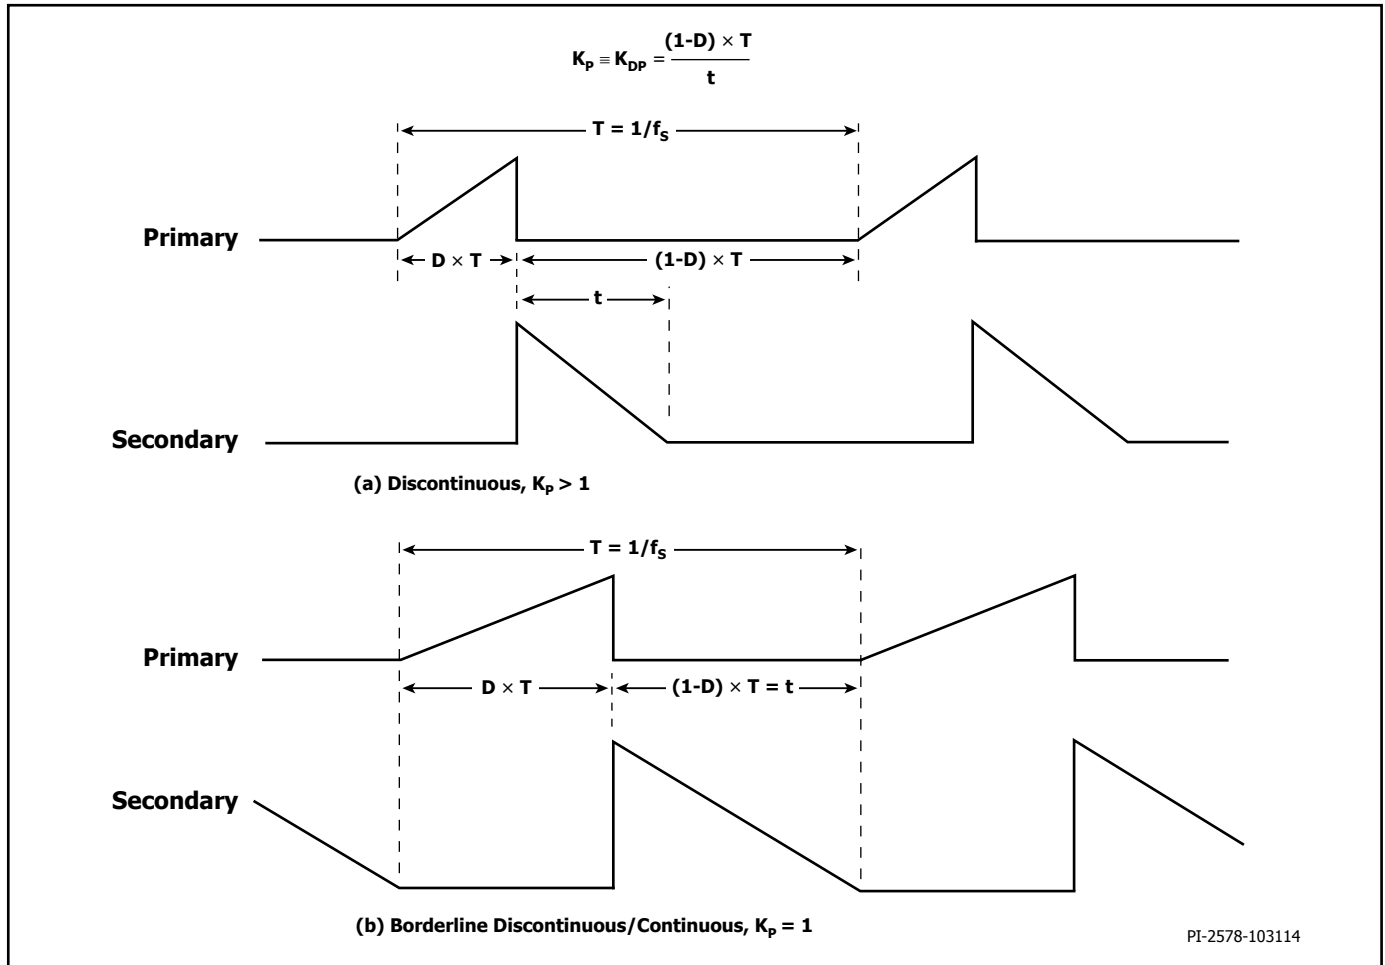 K_P ≡ K_DP = (1-D) × T / t
T = 1/f_S
Primary
D × T
(1-D) × T
t
Secondary
(a) Discontinuous, K_P > 1
T = 1/f_S
Primary
D × T
(1-D) × T = t
Secondary
(b) Borderline Discontinuous/Continuous, K_P = 1
PI-2578-103114